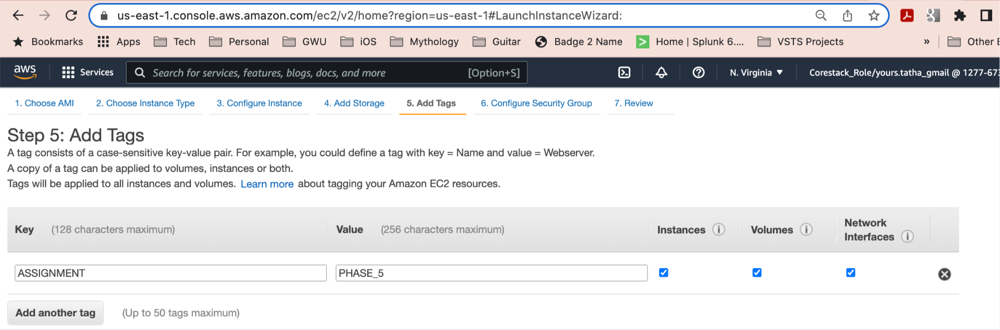 us-east-1.console.aws.amazon.com/ec2/v2/home?region=us-east-1#LaunchInstanceWizard:
Bookmarks Apps Tech Personal GWU iOS Mythology Guitar Badge 2 Name > Home | Splunk 6.... VSTS Projects » Other
aws Services Search for services, features, blogs, docs, and more [Option+S] N. Virginia ▼ Corestack_Role/yours.tatha_gmail @ 1277-673
1. Choose AMI 2. Choose Instance Type 3. Configure Instance 4. Add Storage 5. Add Tags 6. Configure Security Group 7. Review
Step 5: Add Tags
A tag consists of a case-sensitive key-value pair. For example, you could define a tag with key = Name and value = Webserver.
A copy of a tag can be applied to volumes, instances or both.
Tags will be applied to all instances and volumes. Learn more about tagging your Amazon EC2 resources.
Key (128 characters maximum) Value (256 characters maximum) Instances i Volumes i Network Interfaces i
ASSIGNMENT PHASE_5
Add another tag (Up to 50 tags maximum)